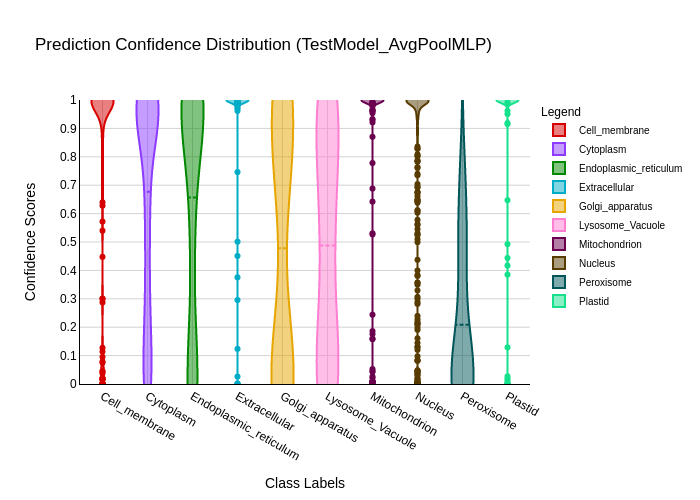 Prediction Confidence Distribution (TestModel_AvgPoolMLP)
Legend
Cell_membrane
Cytoplasm
Endoplasmic_reticulum
Extracellular
Golgi_apparatus
Lysosome_Vacuole
Mitochondrion
Nucleus
Peroxisome
Plastid
Confidence Scores
1
0.9
0.8
0.7
0.6
0.5
0.4
0.3
0.2
0.1
0
Cell_membrane
Cytoplasm
Endoplasmic_reticulum
Extracellular
Golgi_apparatus
Lysosome_Vacuole
Mitochondrion
Nucleus
Peroxisome
Plastid
Class Labels